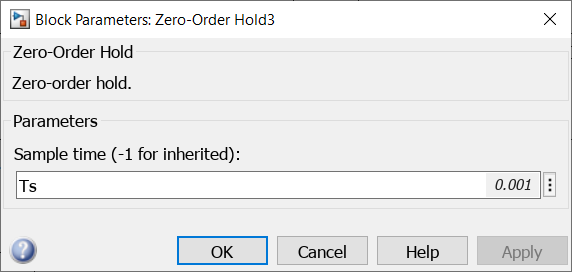 Block Parameters: Zero-Order Hold3
Zero-Order Hold
Zero-order hold.
Parameters
Sample time (-1 for inherited):
Ts 0.001
OK Cancel Help Apply